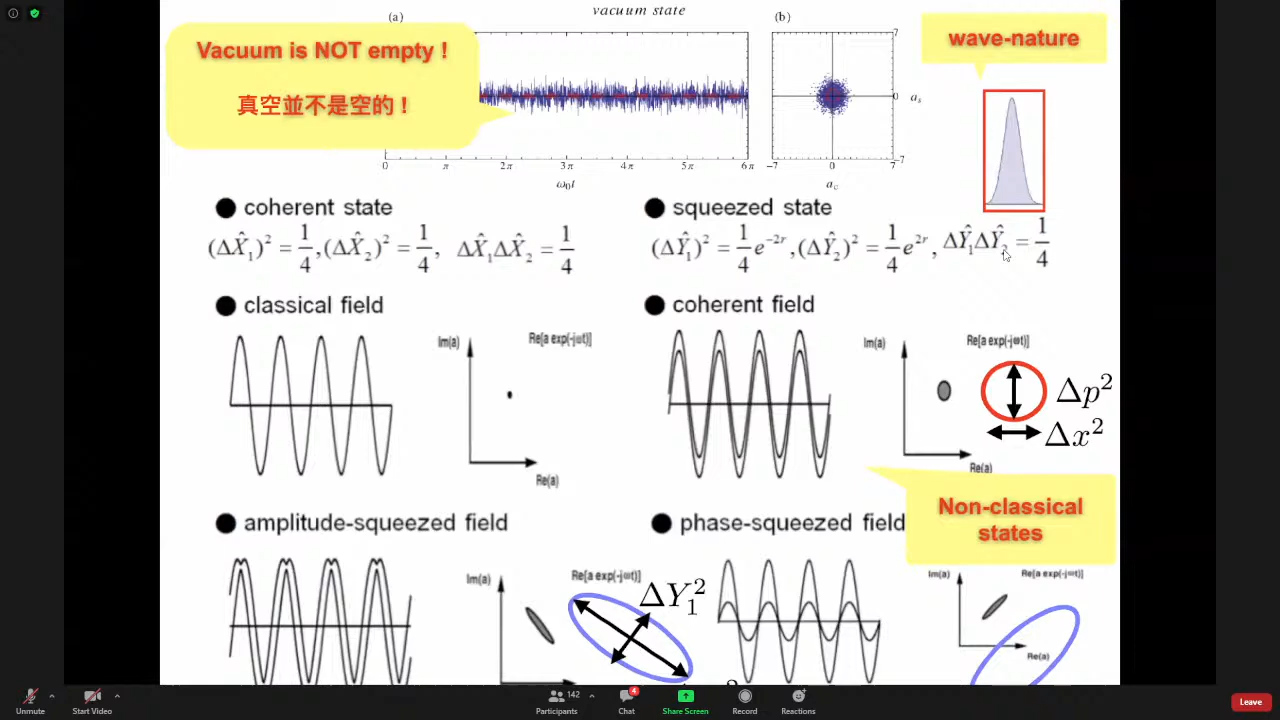 vacuum state
(a)
(b)
Vacuum is NOT empty !
真空並不是空的 !
wave-nature
7
0
a_s
-7
0 π 2π 3π 4π 5π 6π
-7 0 7
ω₀t
a_c
● coherent state
(ΔX̂₁)² = 1/4, (ΔX̂₂)² = 1/4, ΔX̂₁ΔX̂₂ = 1/4
● squeezed state
(ΔŶ₁)² = 1/4 e^{-2r}, (ΔŶ₂)² = 1/4 e^{2r}, ΔŶ₁ΔŶ₂ = 1/4
● classical field
Im(a)
Re[a exp(-jωt)]
Re(a)
● coherent field
Im(a)
Re[a exp(-jωt)]
Δp²
Δx²
Re(a)
Non-classical
states
● amplitude-squeezed field
Im(a)
Re[a exp(-jωt)]
ΔY₁²
● phase-squeezed field
Im(a)
Re[a exp(-jωt)]
Re(a)
Unmute
Start Video
142
Participants
4
Chat
Share Screen
Record
Reactions
Leave